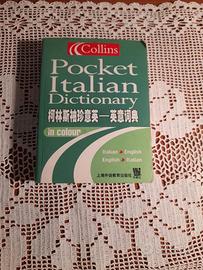 Collins
Pocket
Italian
Dictionary
柯林斯袖珍意英—英意词典
in colour
Italian ▸ English
English ▸ Italian
上海外语教育出版社